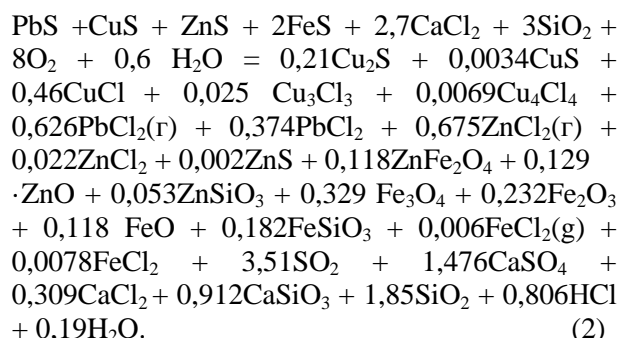 PbS +CuS + ZnS + 2FeS + 2,7CaCl₂ + 3SiO₂ +
8O₂ + 0,6 H₂O = 0,21Cu₂S + 0,0034CuS +
0,46CuCl + 0,025 Cu₃Cl₃ + 0,0069Cu₄Cl₄ +
0,626PbCl₂(г) + 0,374PbCl₂ + 0,675ZnCl₂(г) +
0,022ZnCl₂ + 0,002ZnS + 0,118ZnFe₂O₄ + 0,129
·ZnO + 0,053ZnSiO₃ + 0,329 Fe₃O₄ + 0,232Fe₂O₃
+ 0,118 FeO + 0,182FeSiO₃ + 0,006FeCl₂(g) +
0,0078FeCl₂ + 3,51SO₂ + 1,476CaSO₄ +
0,309CaCl₂ + 0,912CaSiO₃ + 1,85SiO₂ + 0,806HCl
+ 0,19H₂O. (2)